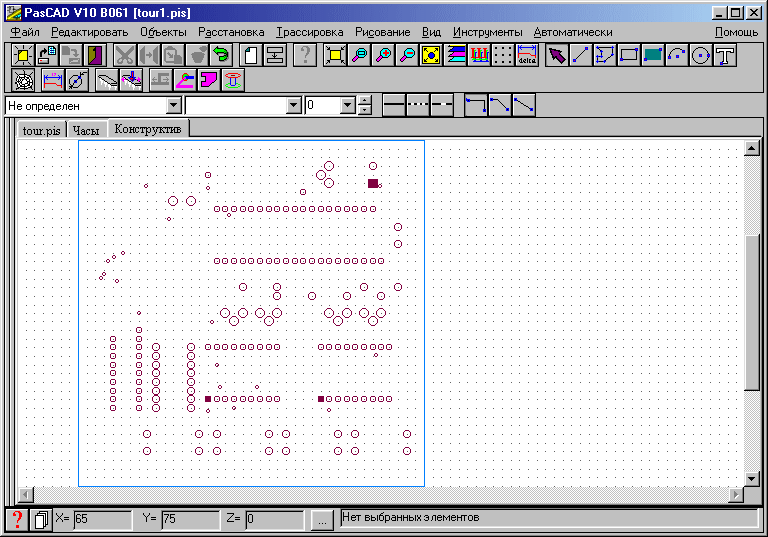 PasCAD V10 B061 [tour1.pis]
Файл Редактировать Объекты Расстановка Трассировка Рисование Вид Инструменты Автоматически Помощь
delta
Не определен 0
tour.pis Часы Конструктив
? X= 65 Y= 75 Z= 0 ... Нет выбранных элементов